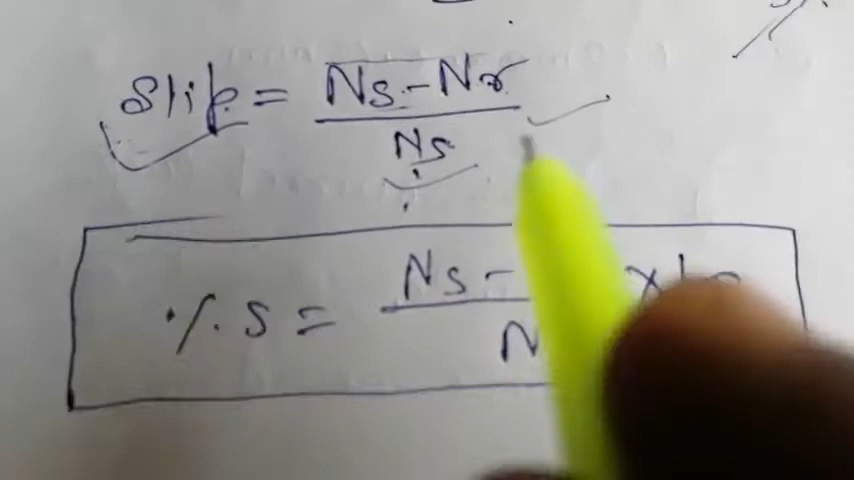 Slip = Ns - Nr
Ns
% s = Ns -
N